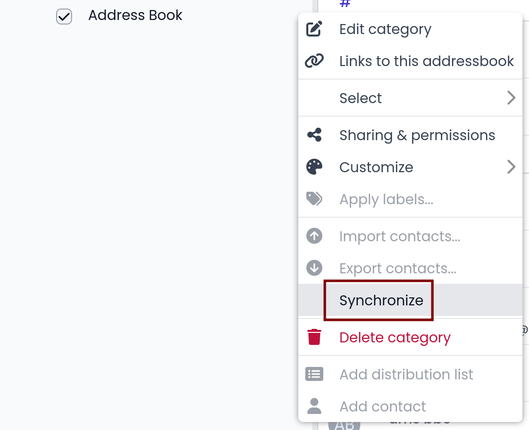 #
Address Book
Edit category
Links to this addressbook
Select
Sharing & permissions
Customize
Apply labels...
Import contacts...
Export contacts...
Synchronize
Delete category
@
Add distribution list
Add contact
AB